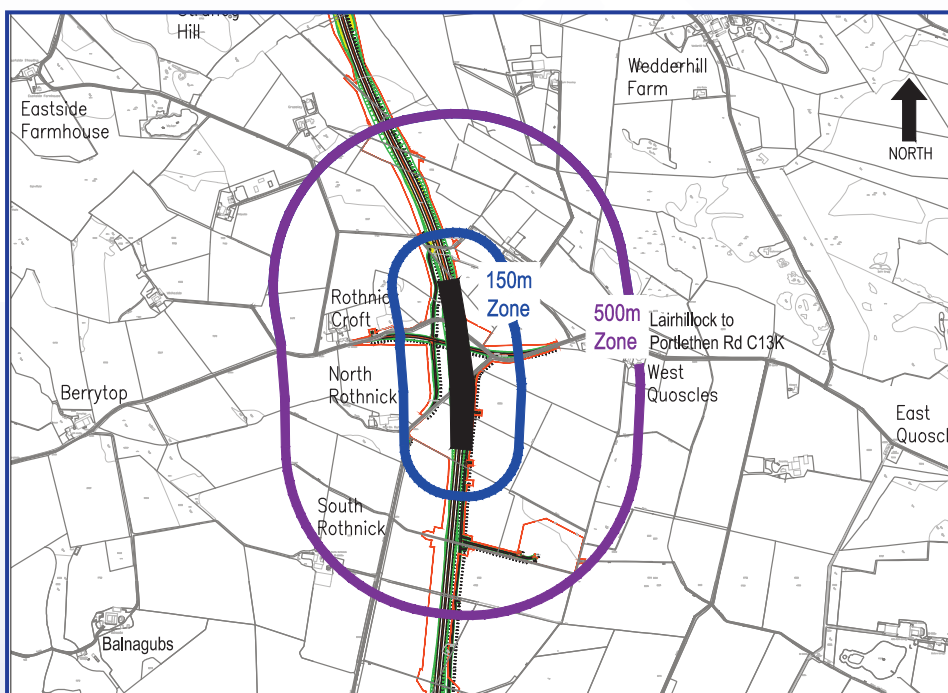 Hill
Wedderhill
Farm
Eastside
Farmhouse
NORTH
150m
Zone
Rothnick
Croft
500m
Zone
Lairhillock to
Portlethen Rd C13K
North
Rothnick
West
Quoscles
Berrytop
East
Quoscl
South
Rothnick
Balnagubs